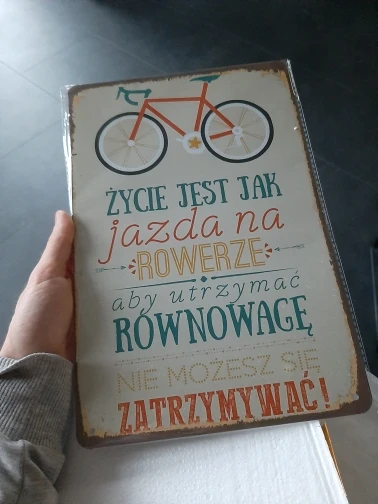 ŻYCIE JEST JAK
jazda na
ROWERZE
aby utrzymać
RÓWNOWAGĘ
NIE MOŻESZ SIĘ
ZATRZYMYWAĆ!